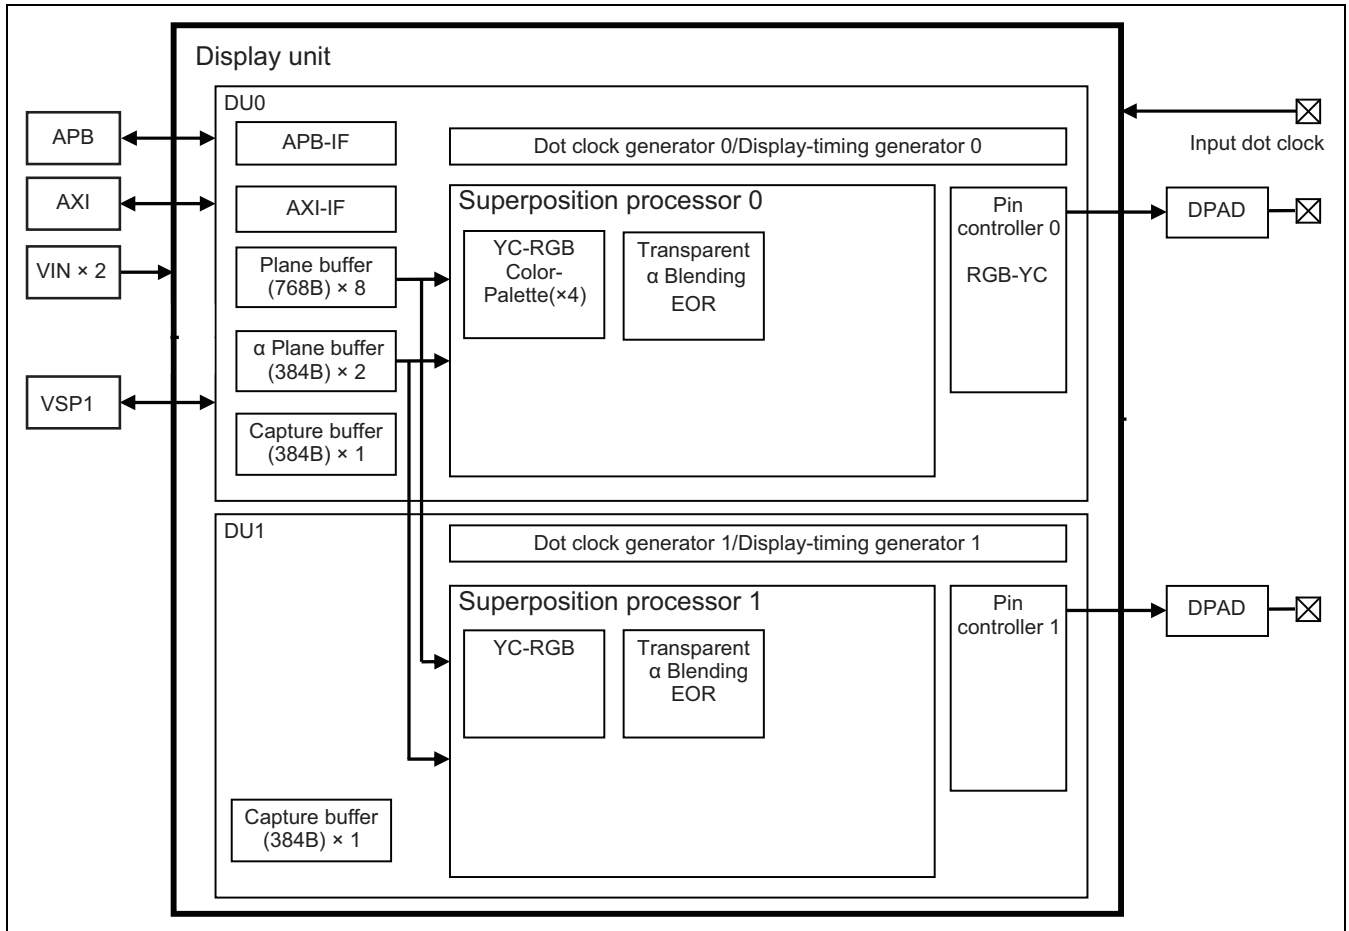 Display unit
DU0
APB
APB-IF
Dot clock generator 0/Display-timing generator 0
Input dot clock
AXI
AXI-IF
Superposition processor 0
Pin
controller 0
RGB-YC
DPAD
VIN × 2
Plane buffer
(768B) × 8
YC-RGB
Color-
Palette(×4)
Transparent
α Blending
EOR
α Plane buffer
(384B) × 2
VSP1
Capture buffer
(384B) × 1
DU1
Dot clock generator 1/Display-timing generator 1
Superposition processor 1
Pin
controller 1
DPAD
YC-RGB
Transparent
α Blending
EOR
Capture buffer
(384B) × 1